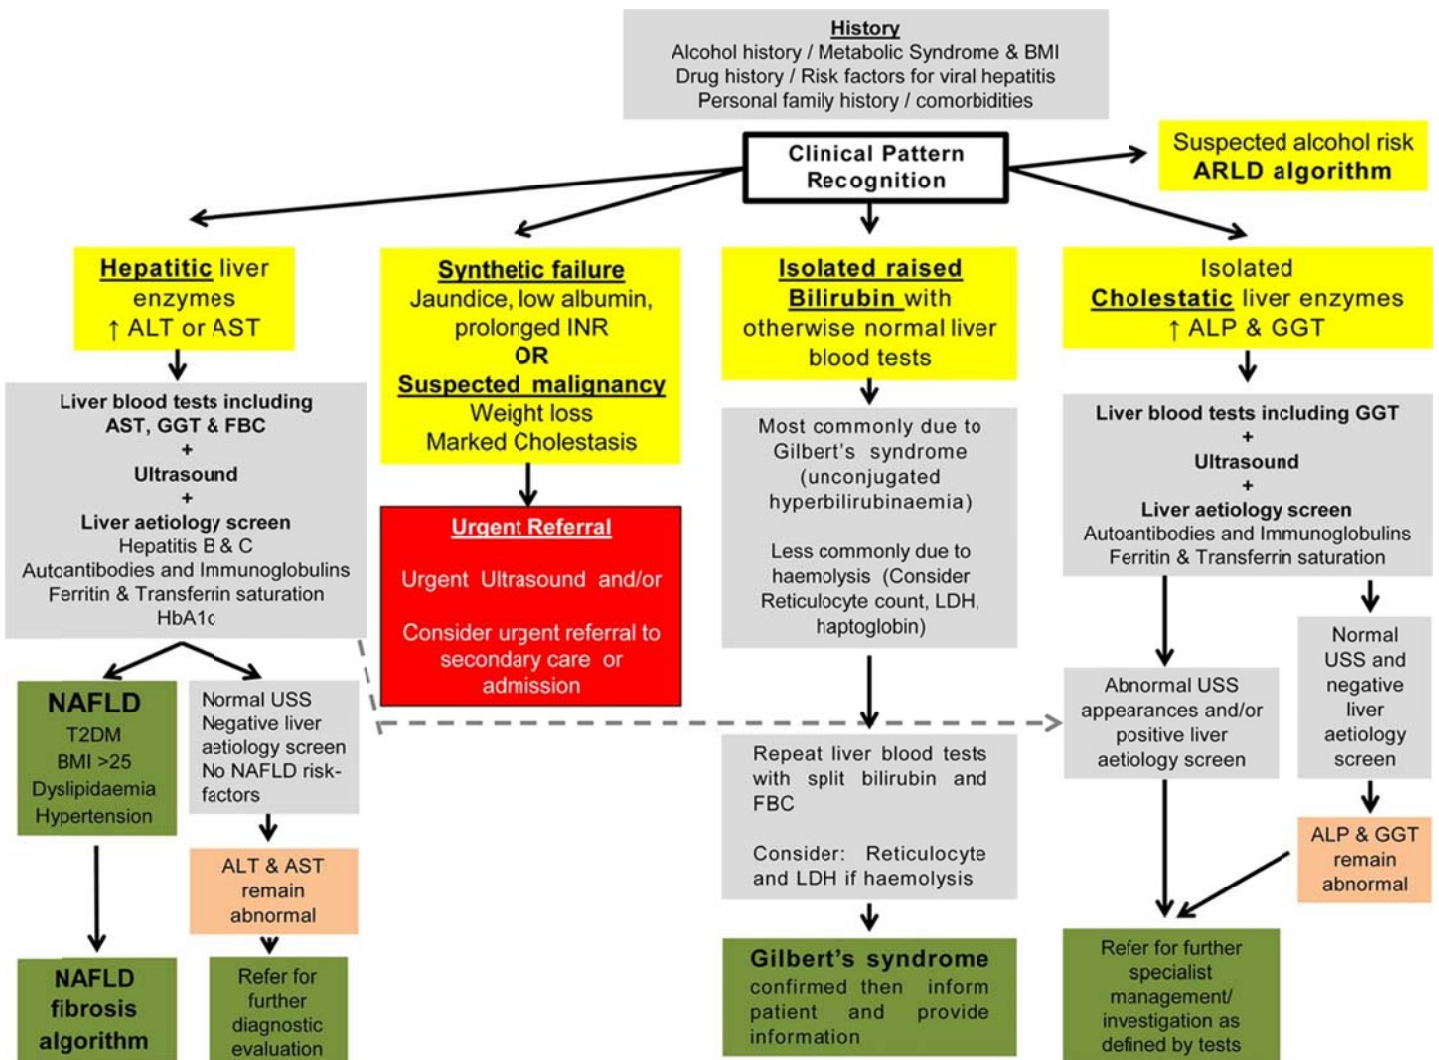 History
Alcohol history / Metabolic Syndrome & BMI
Drug history / Risk factors for viral hepatitis
Personal family history / comorbidities
Clinical Pattern
Recognition
Suspected alcohol risk
ARLD algorithm
Hepatitic liver
enzymes
↑ ALT or AST
Liver blood tests including
AST, GGT & FBC
+
Ultrasound
+
Liver aetiology screen
Hepatitis B & C
Autoantibodies and Immunoglobulins
Ferritin & Transferrin saturation
HbA1c
NAFLD
T2DM
BMI >25
Dyslipidaemia
Hypertension
NAFLD
fibrosis
algorithm
Normal USS
Negative liver
aetiology screen
No NAFLD risk-
factors
ALT & AST
remain
abnormal
Refer for
further
diagnostic
evaluation
Synthetic failure
Jaundice, low albumin,
prolonged INR
OR
Suspected malignancy
Weight loss
Marked Cholestasis
Urgent Referral
Urgent Ultrasound and/or
Consider urgent referral to
secondary care or
admission
Isolated raised
Bilirubin with
otherwise normal liver
blood tests
Most commonly due to
Gilbert's syndrome
(unconjugated
hyperbilirubinaemia)
Less commonly due to
haemolysis (Consider
Reticulocyte count, LDH,
haptoglobin)
Repeat liver blood tests
with split bilirubin and
FBC
Consider: Reticulocyte
and LDH if haemolysis
Gilbert's syndrome
confirmed then inform
patient and provide
information
Isolated
Cholestatic liver enzymes
↑ ALP & GGT
Liver blood tests including GGT
+
Ultrasound
+
Liver aetiology screen
Autoantibodies and Immunoglobulins
Ferritin & Transferrin saturation
Abnormal USS
appearances and/or
positive liver
aetiology screen
Normal
USS and
negative
liver
aetiology
screen
ALP & GGT
remain
abnormal
Refer for further
specialist
management/
investigation as
defined by tests